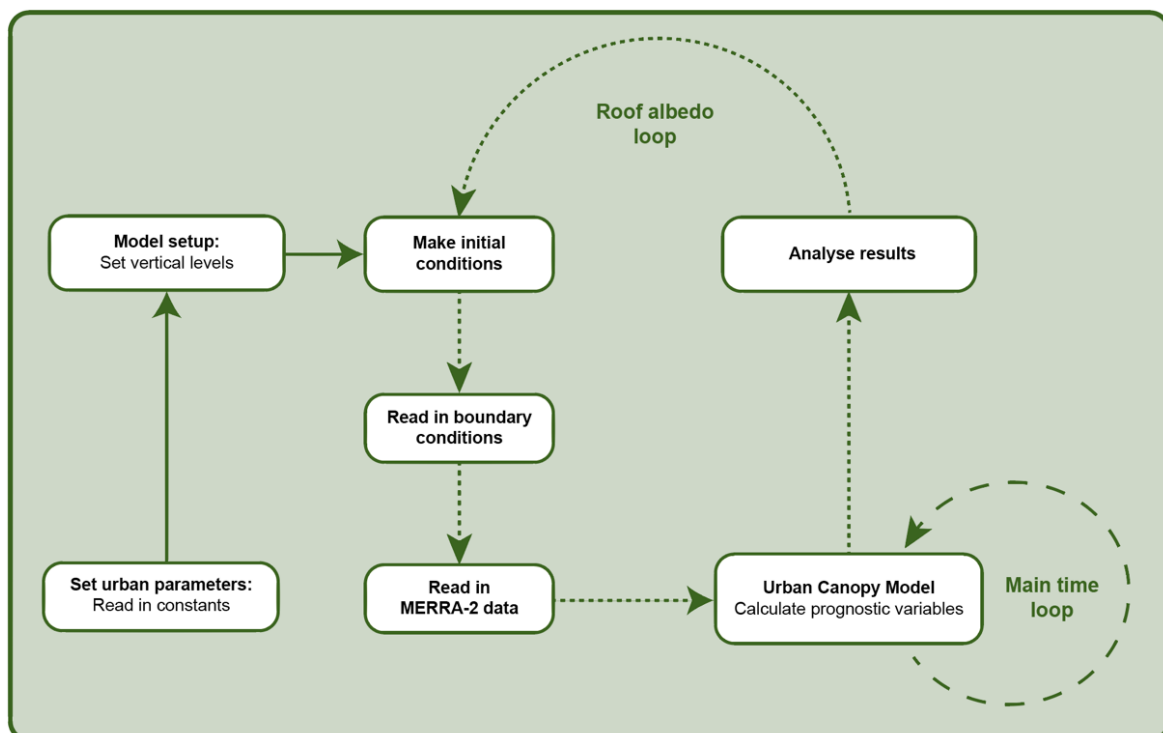 Roof albedo
loop
Model setup:
Set vertical levels
Make initial
conditions
Analyse results
Read in boundary
conditions
Set urban parameters:
Read in constants
Read in
MERRA-2 data
Urban Canopy Model
Calculate prognostic variables
Main time
loop